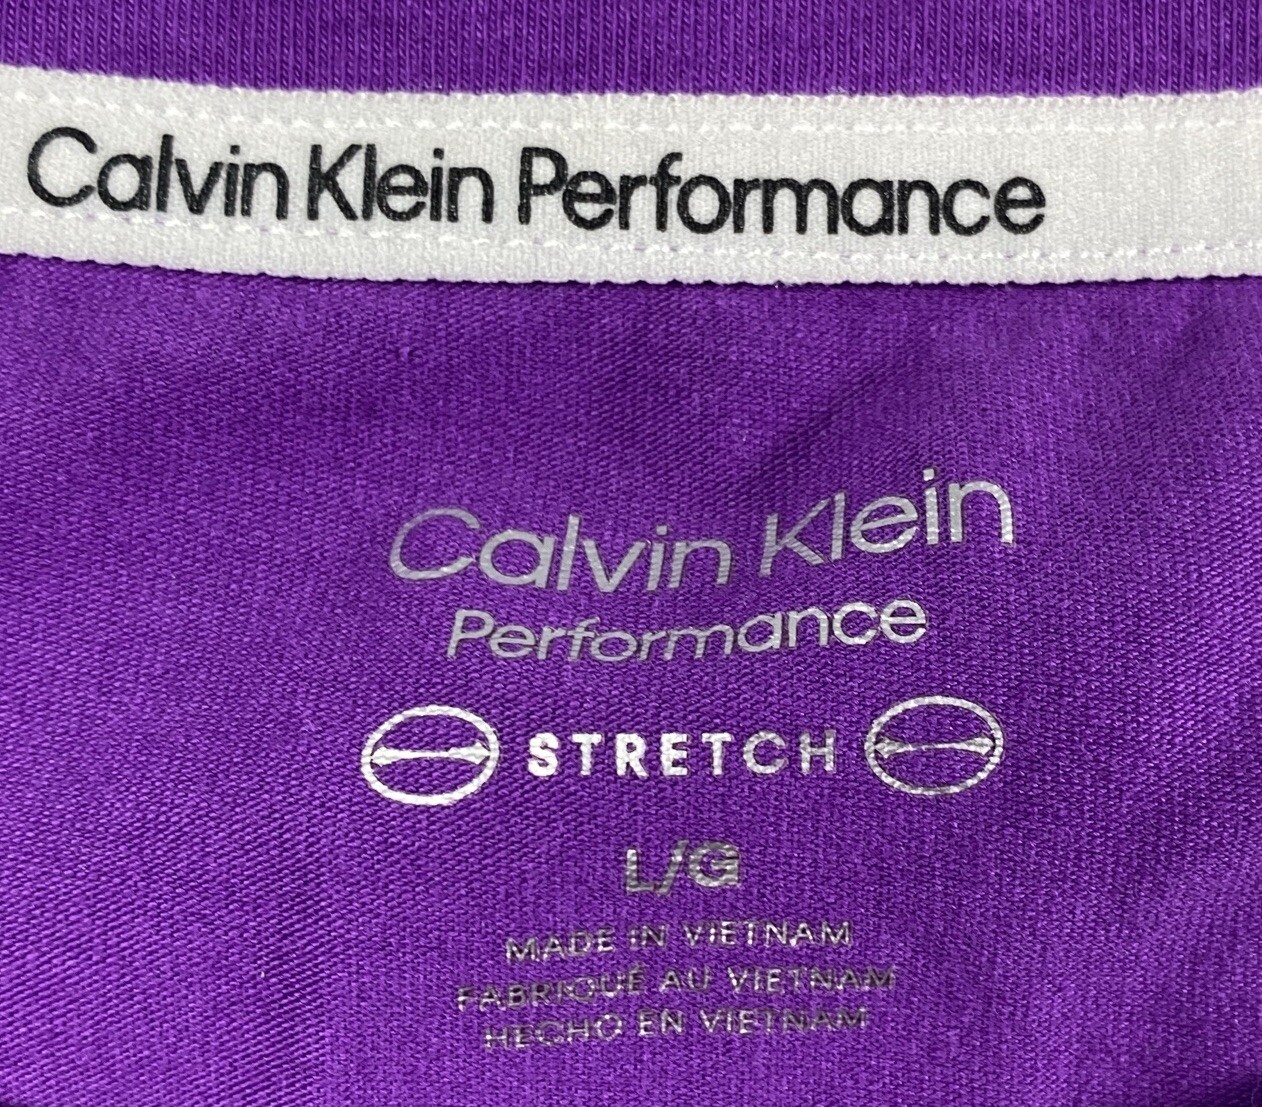 Calvin Klein Performance
Calvin Klein
Performance
STRETCH
L/G
MADE IN VIETNAM
FABRIQUÉ AU VIETNAM
HECHO EN VIETNAM